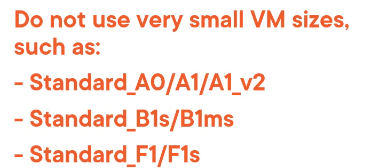 Do not use very small VM sizes,
such as:
- Standard_A0/A1/A1_v2
- Standard_B1s/B1ms
- Standard_F1/F1s